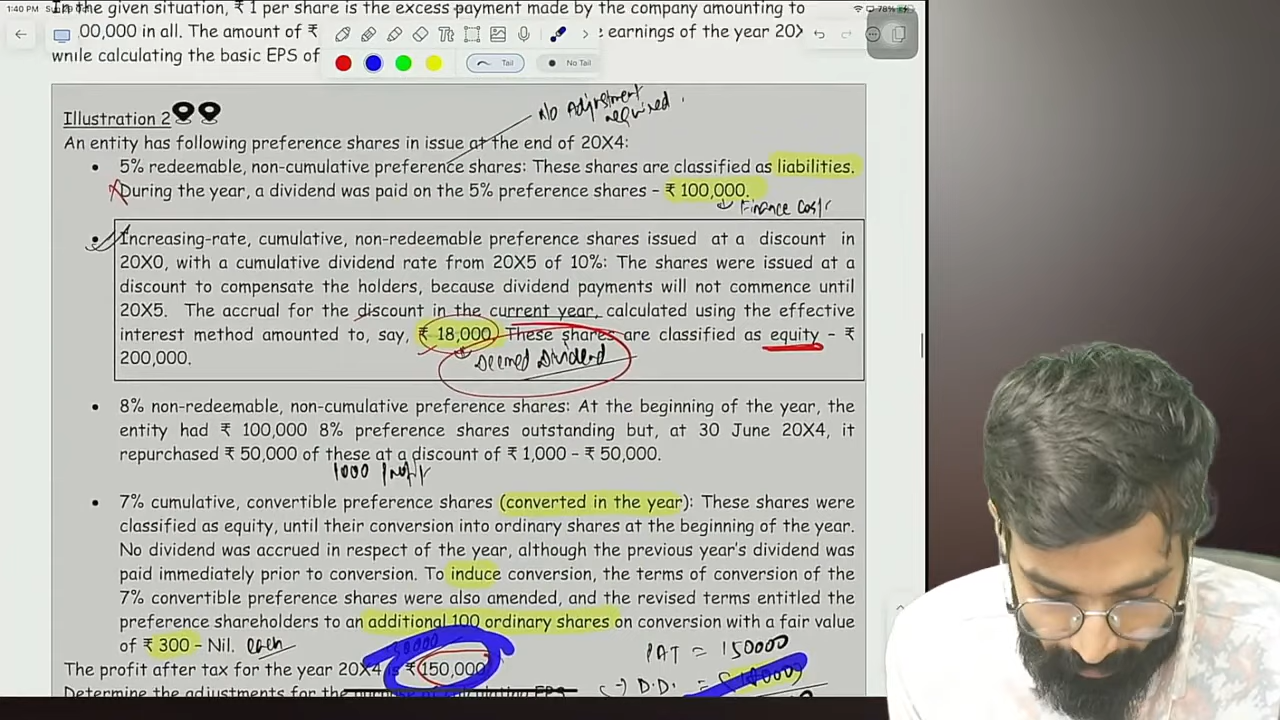 1:40 PM
78%
In the given situation, ₹ 1 per share is the excess payment made by the company amounting to
00,000 in all. The amount of ₹
earnings of the year 20X
while calculating the basic EPS of
Tail
No Tail
Illustration 2
No Adjustment
required.
An entity has following preference shares in issue at the end of 20X4:
• 5% redeemable, non-cumulative preference shares: These shares are classified as liabilities.
During the year, a dividend was paid on the 5% preference shares – ₹ 100,000.
Finance Cost
• Increasing-rate, cumulative, non-redeemable preference shares issued at a discount in
20X0, with a cumulative dividend rate from 20X5 of 10%: The shares were issued at a
discount to compensate the holders, because dividend payments will not commence until
20X5. The accrual for the discount in the current year, calculated using the effective
interest method amounted to, say, ₹ 18,000. These shares are classified as equity – ₹
200,000.
Deemed Dividend
• 8% non-redeemable, non-cumulative preference shares: At the beginning of the year, the
entity had ₹ 100,000 8% preference shares outstanding but, at 30 June 20X4, it
repurchased ₹ 50,000 of these at a discount of ₹ 1,000 – ₹ 50,000.
1000 Profit
• 7% cumulative, convertible preference shares (converted in the year): These shares were
classified as equity, until their conversion into ordinary shares at the beginning of the year.
No dividend was accrued in respect of the year, although the previous year's dividend was
paid immediately prior to conversion. To induce conversion, the terms of conversion of the
7% convertible preference shares were also amended, and the revised terms entitled the
preference shareholders to an additional 100 ordinary shares on conversion with a fair value
of ₹ 300 – Nil. each
PAT = 150000
The profit after tax for the year 20X4 is ₹ 150,000
→ D.D. =
Determine the adjustments for the purpose of calculating EPS